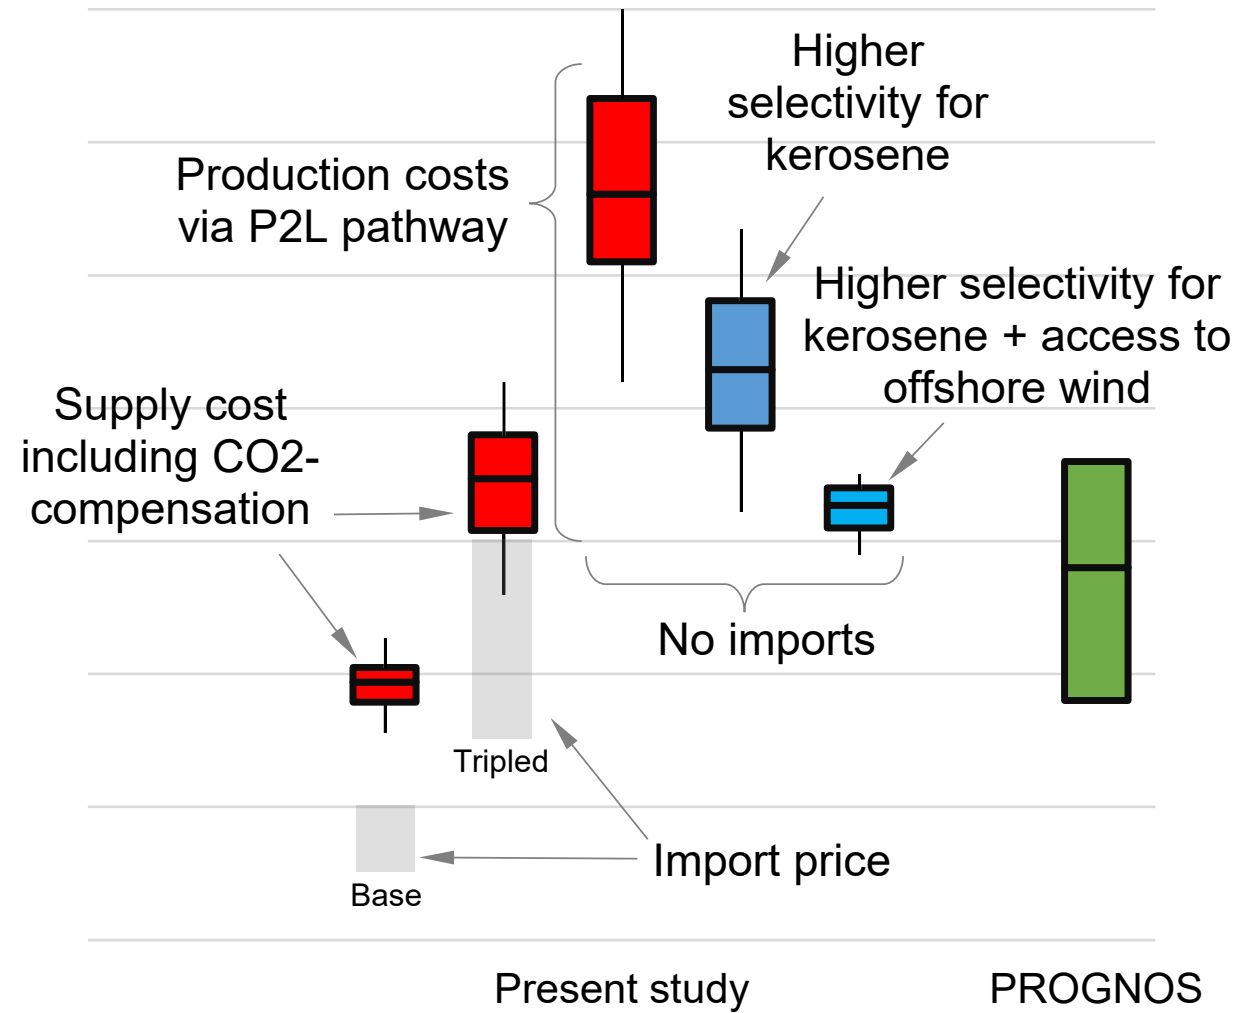 Higher
selectivity for
kerosene
Production costs
via P2L pathway
Higher selectivity for
kerosene + access to
offshore wind
Supply cost
including CO2-
compensation
No imports
Tripled
Import price
Base
Present study
PROGNOS